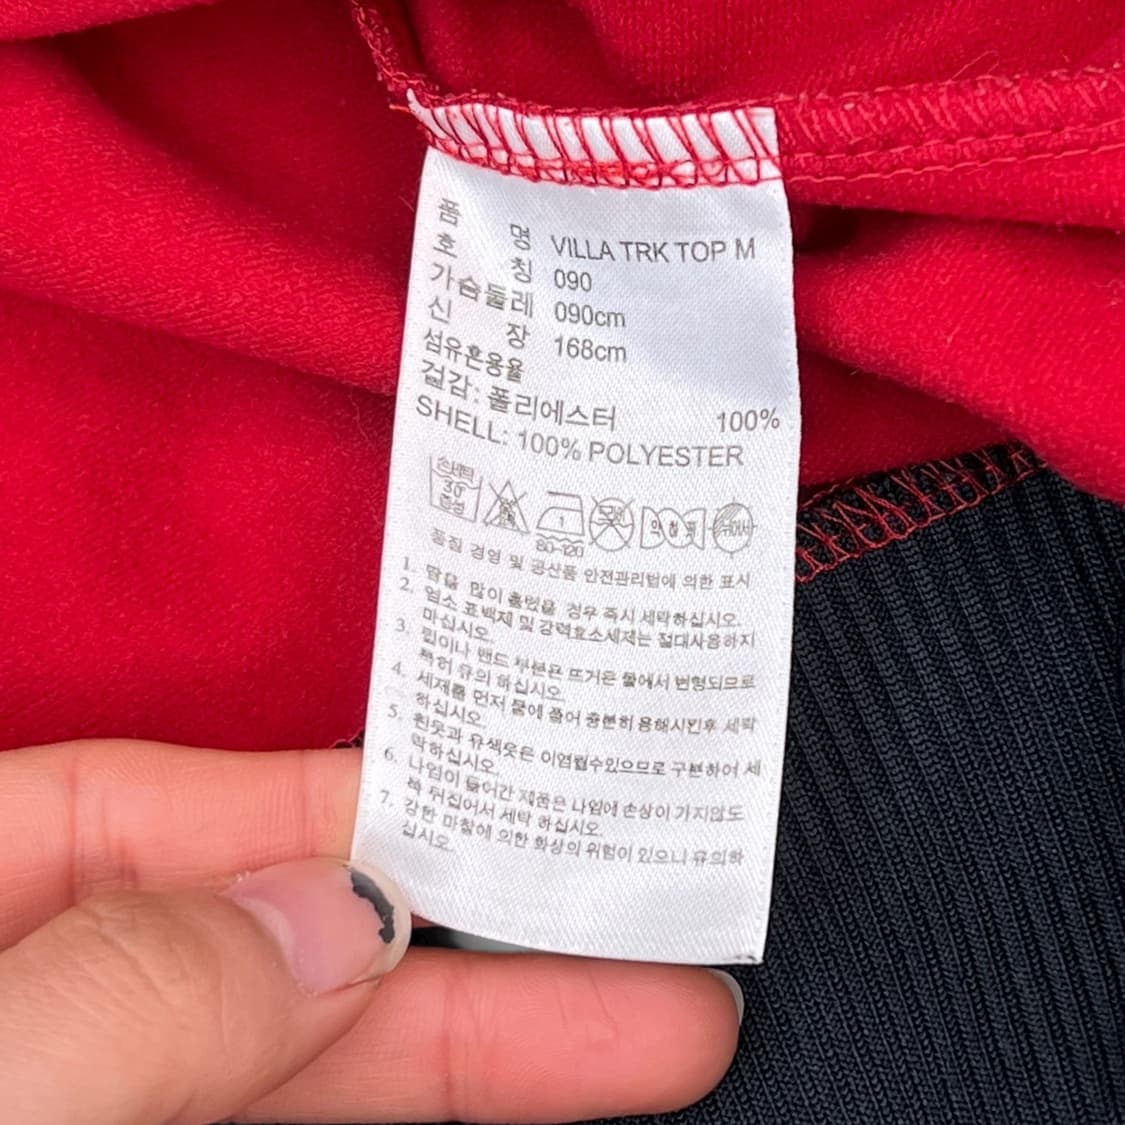 품 명 VILLA TRK TOP M
호 칭 090
가슴둘레 090cm
신 장 168cm
섬유혼용율
겉감: 폴리에스터 100%
SHELL: 100% POLYESTER
30
중성
80-120
약 하 게
품질 경영 및 공산품 안전관리법에 의한 표시
1. 땀을 많이 흘렸을 경우 즉시 세탁하십시오.
2. 염소 표백제 및 강력효소세제는 절대사용하지
마십시오.
3. 립이나 밴드 부분은 뜨거운 물에서 변형되므로
특히 유의 하십시오.
4. 세제를 먼저 물에 풀어 충분히 용해시킨후 세탁
하십시오.
5. 흰옷과 유색옷은 이염될수있으므로 구분하여 세
탁하십시오.
6. 나염이 들어간 제품은 나염에 손상이 가지않도
록 뒤집어서 세탁 하십시오.
7. 강한 마찰에 의한 화상의 위험이 있으니 유의하
십시오.